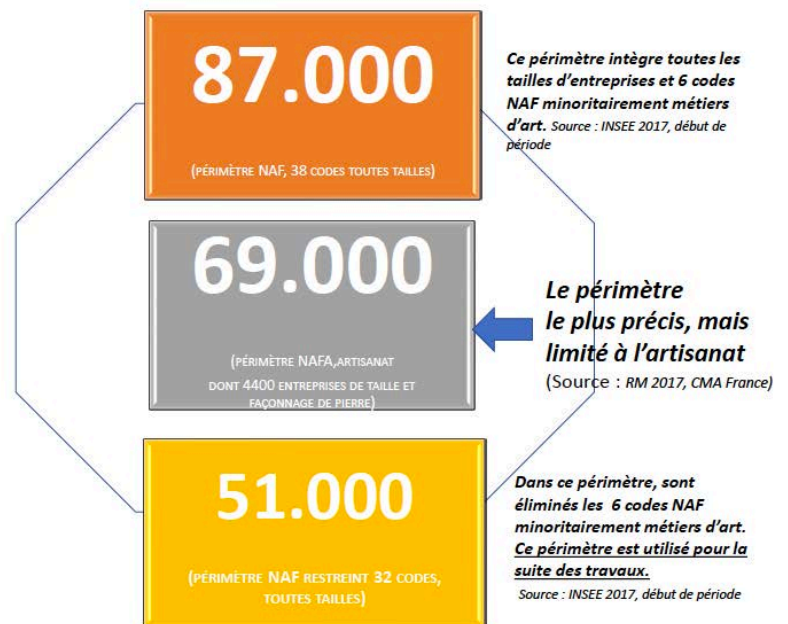 87.000
(PÉRIMÈTRE NAF, 38 CODES TOUTES TAILLES)
Ce périmètre intègre toutes les
tailles d'entreprises et 6 codes
NAF minoritairement métiers
d'art. Source : INSEE 2017, début de
période
69.000
(PÉRIMÈTRE NAFA,ARTISANAT
DONT 4400 ENTREPRISES DE TAILLE ET
FAÇONNAGE DE PIERRE)
Le périmètre
le plus précis, mais
limité à l'artisanat
(Source : RM 2017, CMA France)
51.000
(PÉRIMÈTRE NAF RESTREINT 32 CODES,
TOUTES TAILLES)
Dans ce périmètre, sont
éliminés les 6 codes NAF
minoritairement métiers d'art.
Ce périmètre est utilisé pour la
suite des travaux.
Source : INSEE 2017, début de période